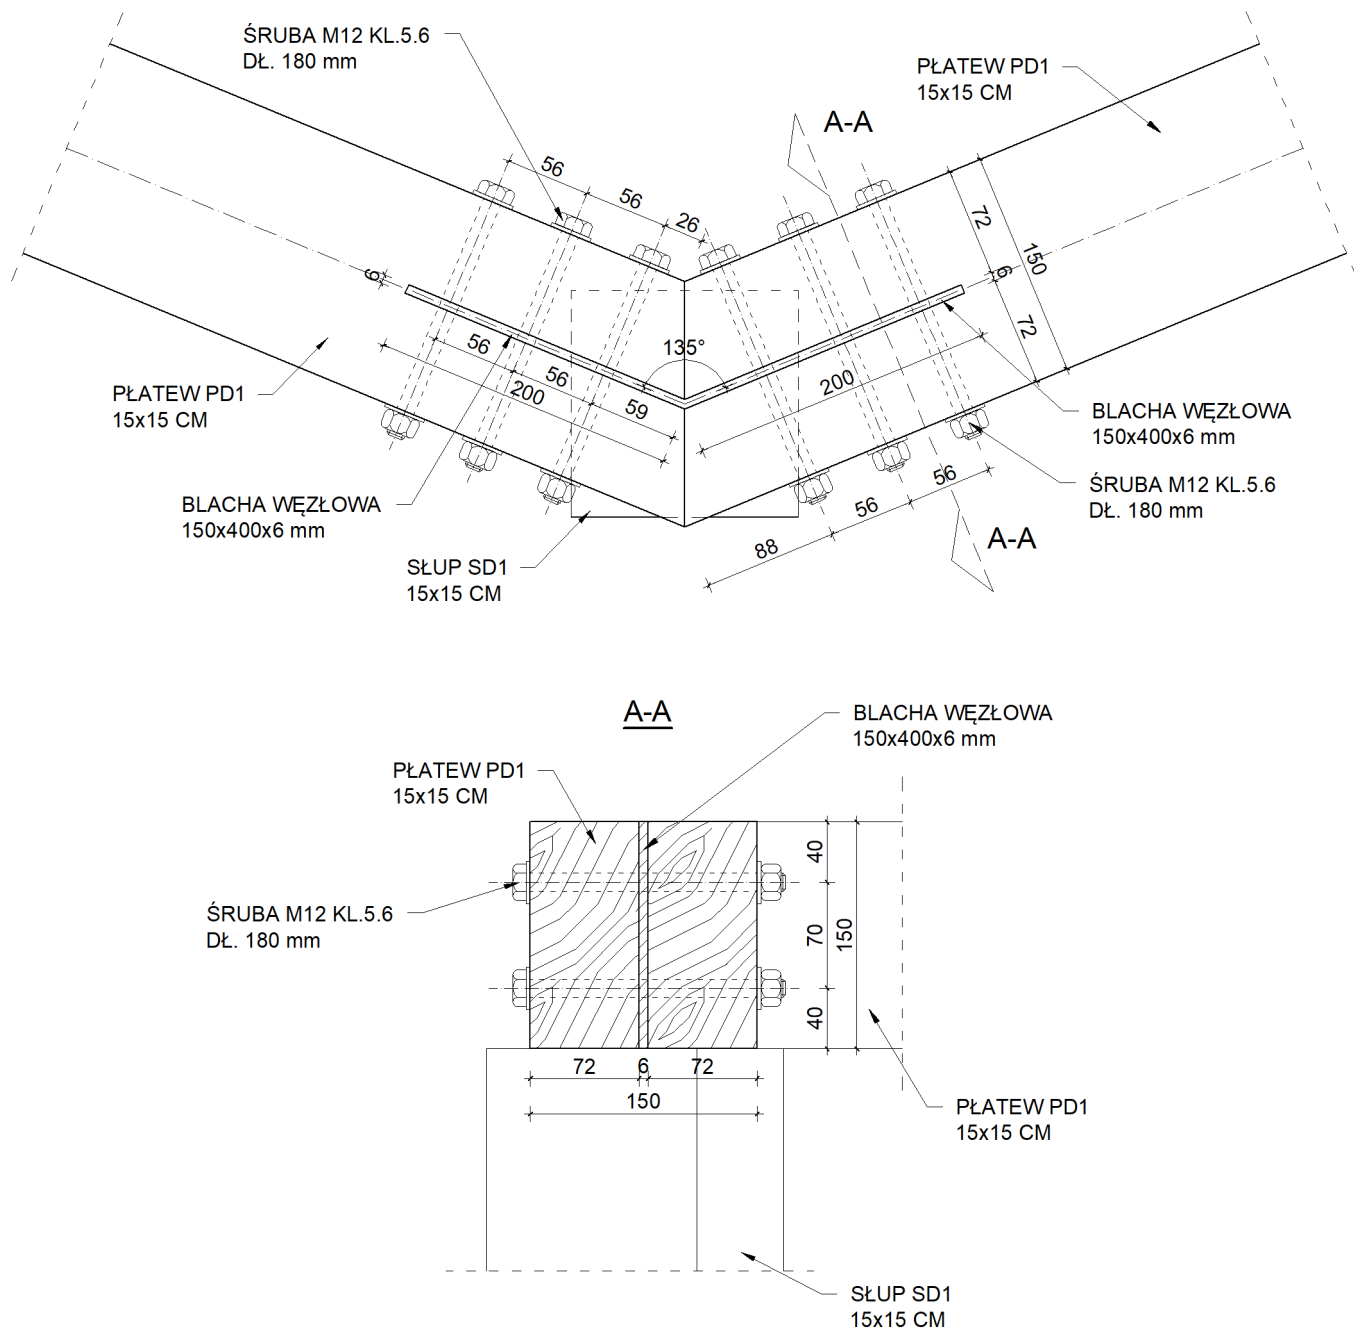 ŚRUBA M12 KL.5.6
DŁ. 180 mm
PŁATEW PD1
15x15 CM
A-A
56
56
26
72
150
6
72
6
135°
56
56
59
200
200
PŁATEW PD1
15x15 CM
BLACHA WĘZŁOWA
150x400x6 mm
BLACHA WĘZŁOWA
150x400x6 mm
ŚRUBA M12 KL.5.6
DŁ. 180 mm
56
56
88
A-A
SŁUP SD1
15x15 CM
A-A
BLACHA WĘZŁOWA
150x400x6 mm
PŁATEW PD1
15x15 CM
40
70
150
40
ŚRUBA M12 KL.5.6
DŁ. 180 mm
72
6
72
150
PŁATEW PD1
15x15 CM
SŁUP SD1
15x15 CM